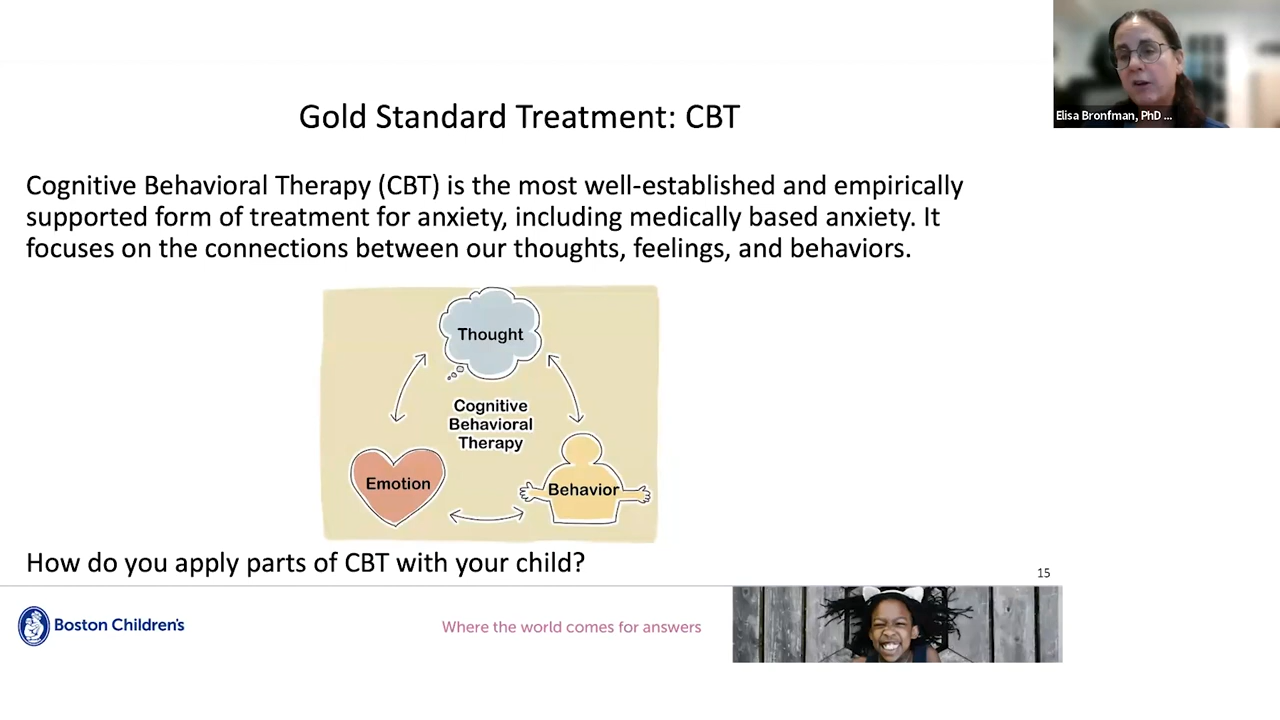 Elisa Bronfman, PhD ...
Gold Standard Treatment: CBT
Cognitive Behavioral Therapy (CBT) is the most well-established and empirically
supported form of treatment for anxiety, including medically based anxiety. It
focuses on the connections between our thoughts, feelings, and behaviors.
Thought
Cognitive
Behavioral
Therapy
Emotion
Behavior
How do you apply parts of CBT with your child?
15
Boston Children's
Where the world comes for answers